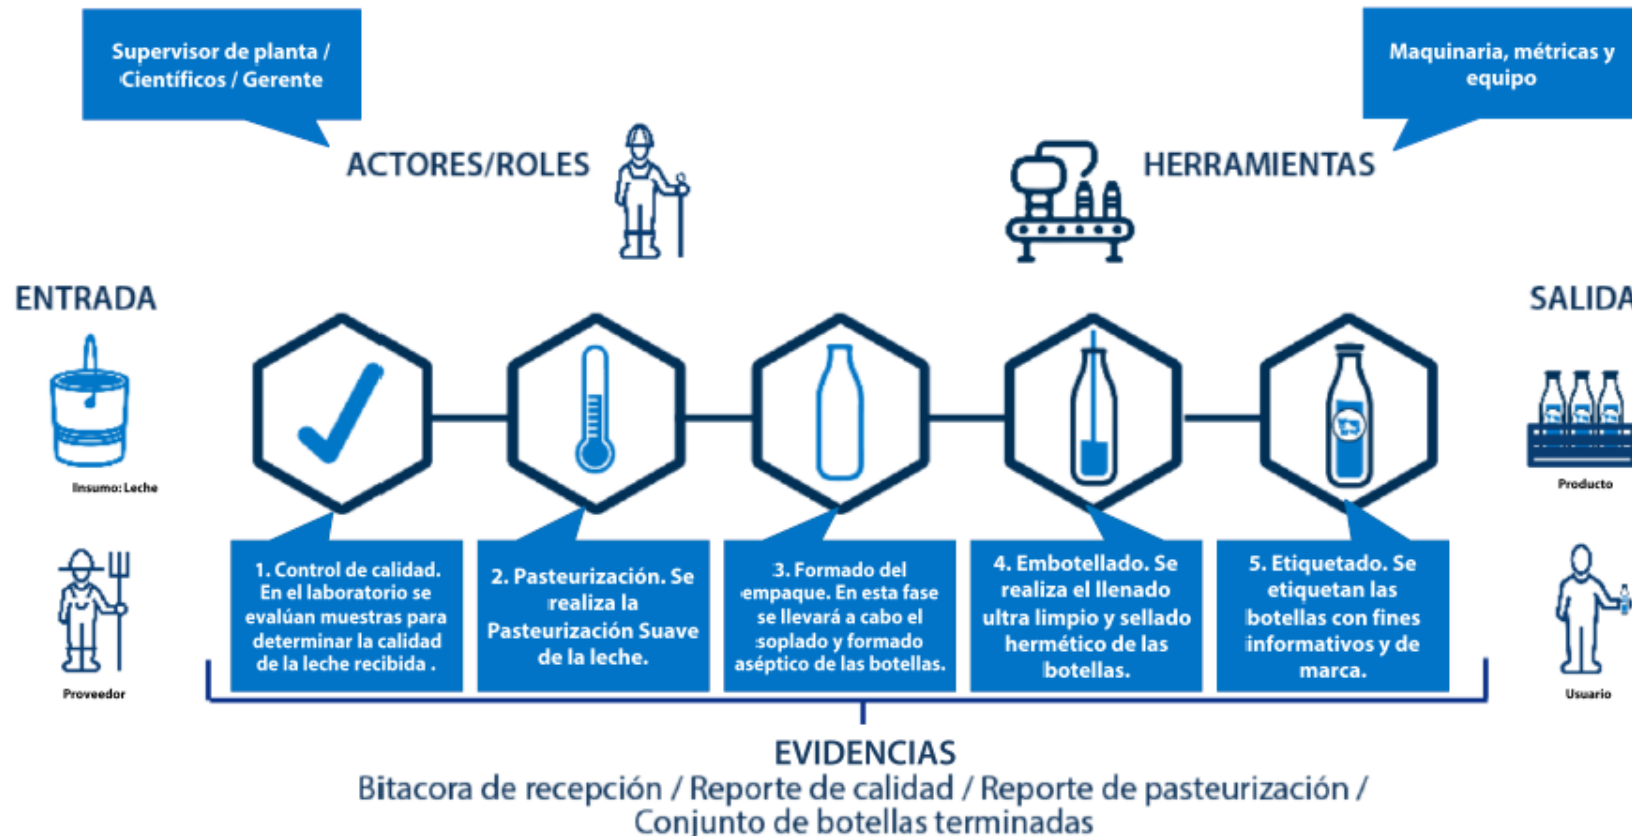 Supervisor de planta /
Científicos / Gerente
Maquinaria, métricas y
equipo
ACTORES/ROLES
HERRAMIENTAS
ENTRADA
SALIDA
Insumo: Leche
Producto
1. Control de calidad.
En el laboratorio se
evalúan muestras para
determinar la calidad
de la leche recibida .
2. Pasteurización. Se
realiza la
Pasteurización Suave
de la leche.
3. Formado del
empaque. En esta fase
se llevará a cabo el
soplado y formado
aséptico de las botellas.
4. Embotellado. Se
realiza el llenado
ultra limpio y sellado
hermético de las
botellas.
5. Etiquetado. Se
etiquetan las
botellas con fines
informativos y de
marca.
Proveedor
Usuario
EVIDENCIAS
Bitacora de recepción / Reporte de calidad / Reporte de pasteurización /
Conjunto de botellas terminadas